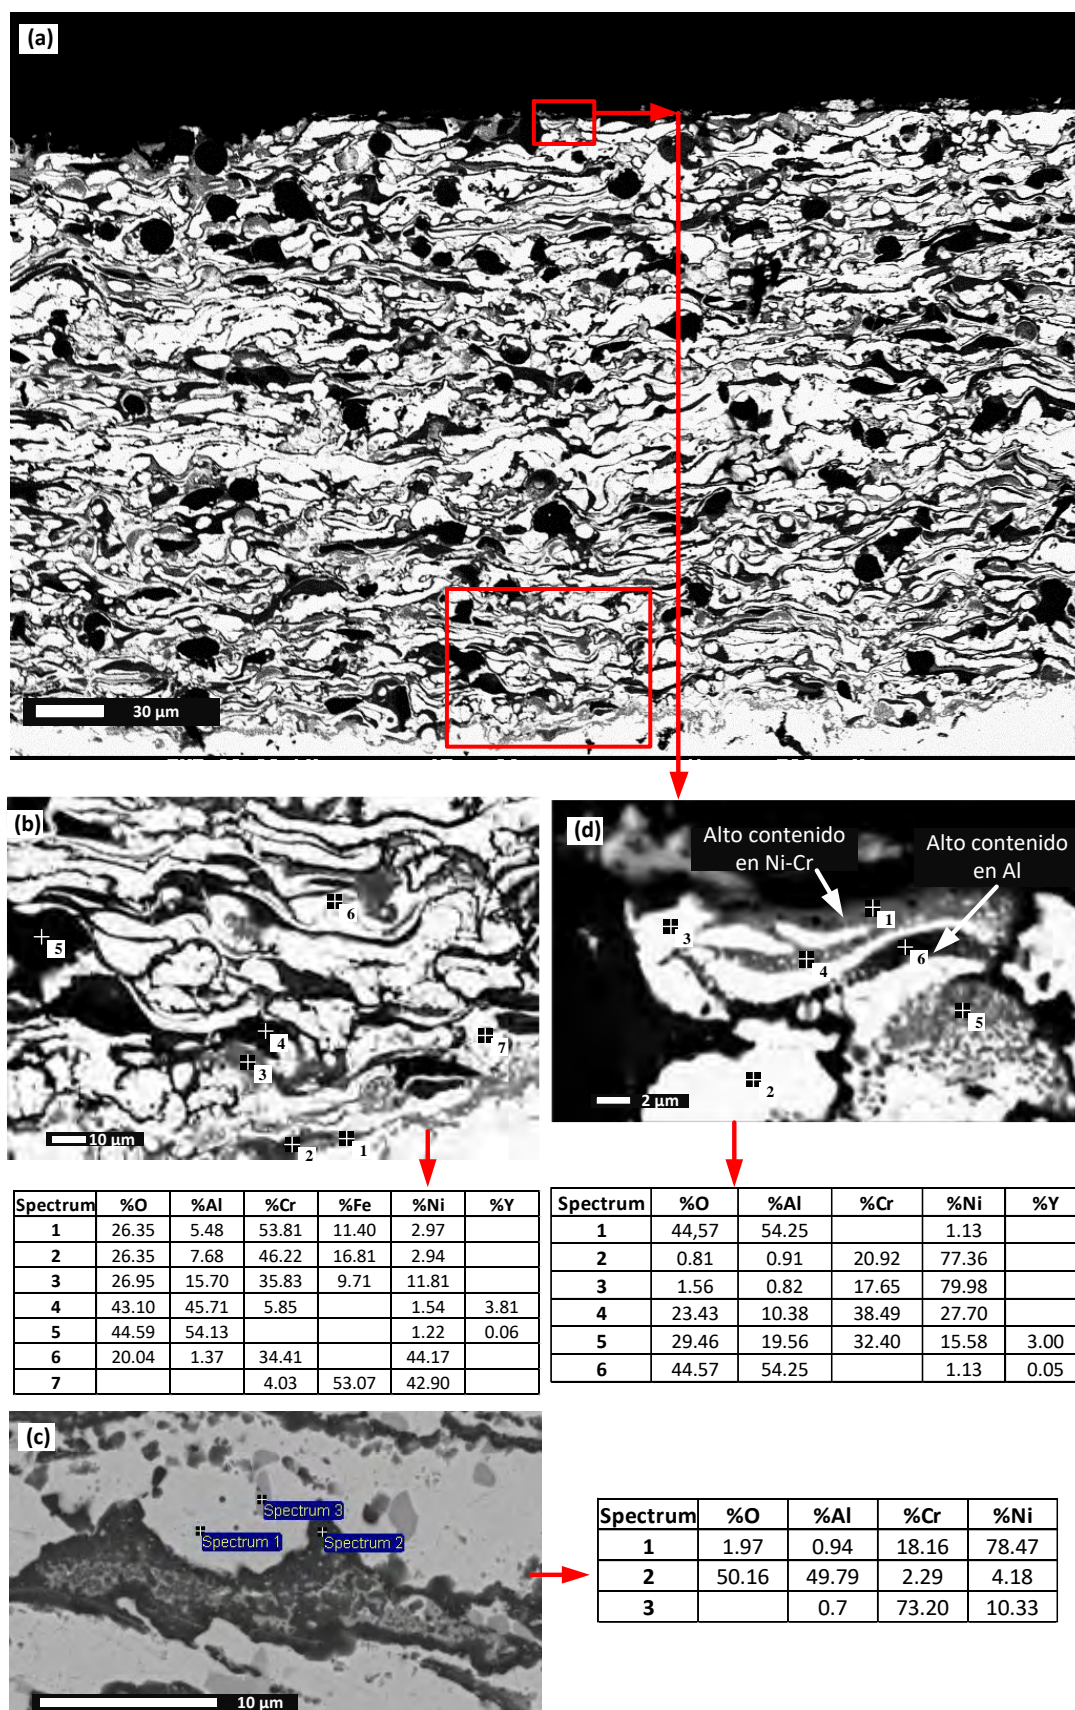 (a)
30 µm
(b)
6
5
4
3
7
2
1
10 µm
(d)
Alto contenido
en Ni-Cr
Alto contenido
en Al
1
3
4
6
5
2
2 µm
Spectrum %O %Al %Cr %Fe %Ni %Y
1 26.35 5.48 53.81 11.40 2.97
2 26.35 7.68 46.22 16.81 2.94
3 26.95 15.70 35.83 9.71 11.81
4 43.10 45.71 5.85 1.54 3.81
5 44.59 54.13 1.22 0.06
6 20.04 1.37 34.41 44.17
7 4.03 53.07 42.90
Spectrum %O %Al %Cr %Ni %Y
1 44,57 54.25 1.13
2 0.81 0.91 20.92 77.36
3 1.56 0.82 17.65 79.98
4 23.43 10.38 38.49 27.70
5 29.46 19.56 32.40 15.58 3.00
6 44.57 54.25 1.13 0.05
(c)
Spectrum 3
Spectrum 1
Spectrum 2
10 µm
Spectrum %O %Al %Cr %Ni
1 1.97 0.94 18.16 78.47
2 50.16 49.79 2.29 4.18
3 0.7 73.20 10.33